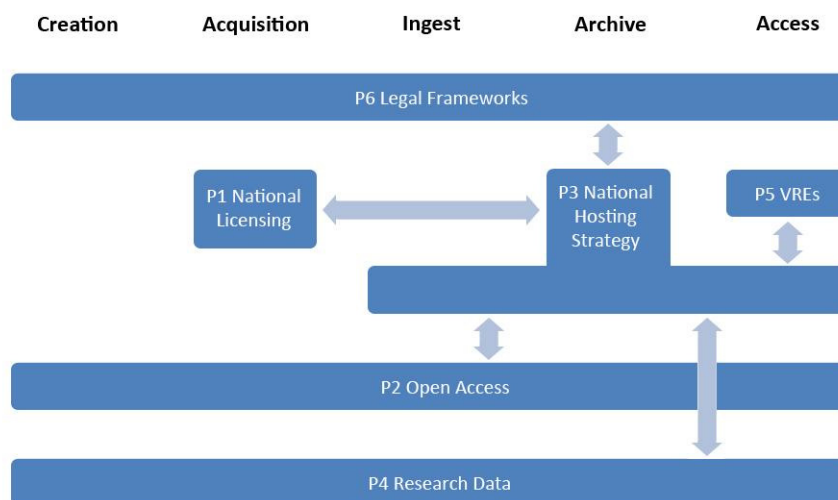 Creation Acquisition Ingest Archive Access
P6 Legal Frameworks
P1 National
Licensing
P3 National
Hosting
Strategy
P5 VREs
P2 Open Access
P4 Research Data